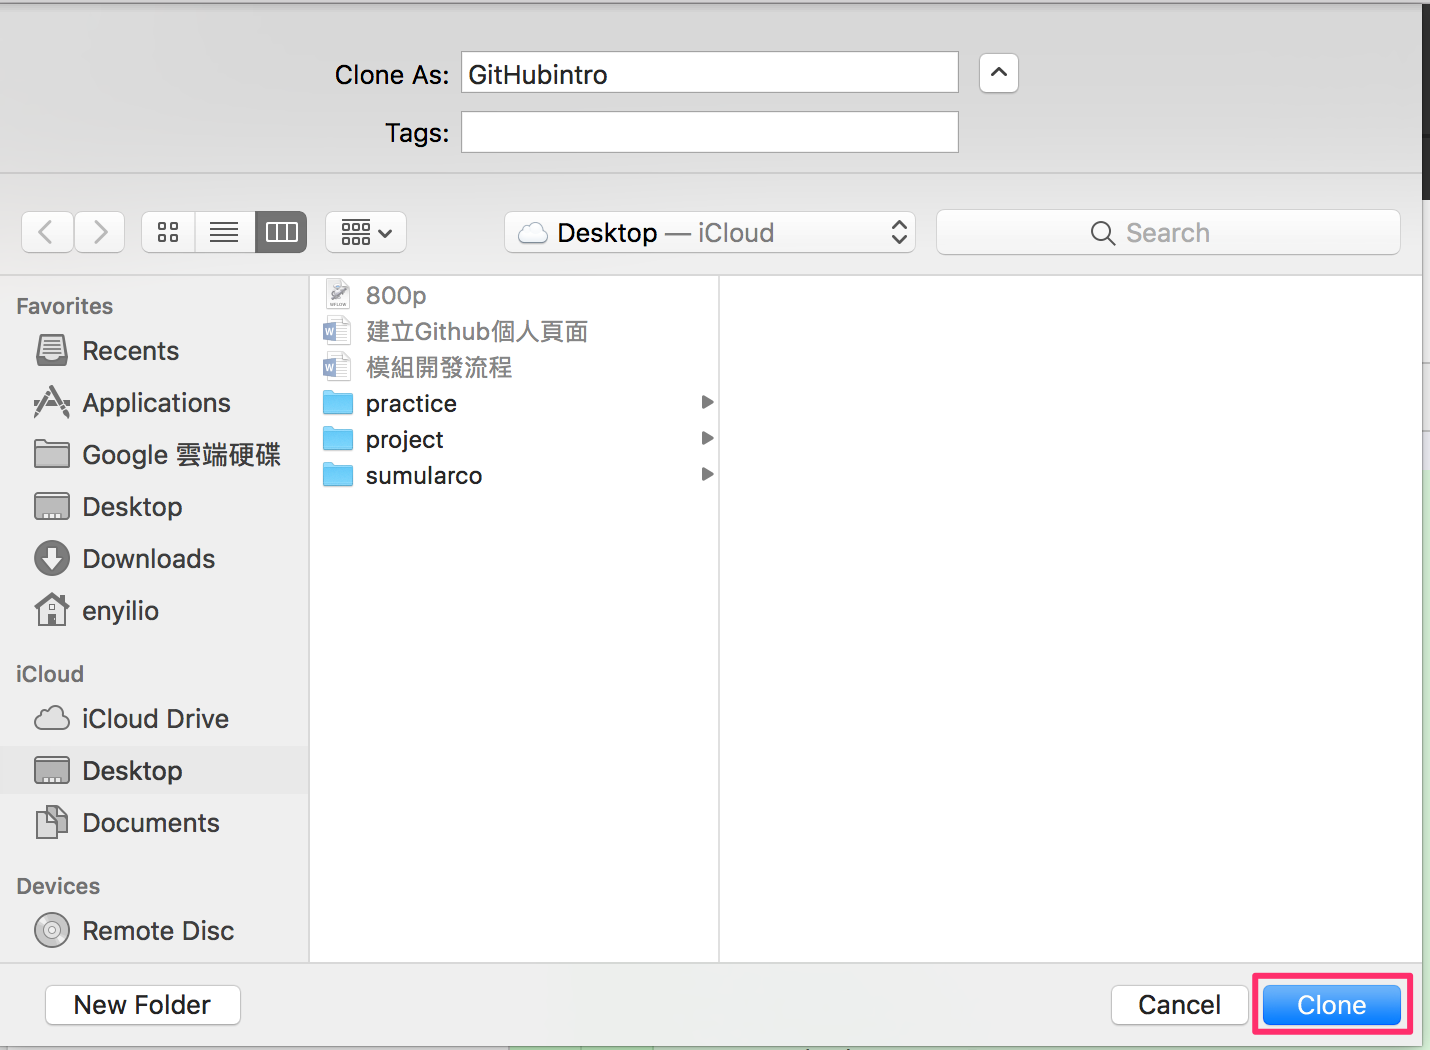 Clone As: GitHubintro
Tags:
Desktop — iCloud
Search
Favorites
Recents
Applications
Google 雲端硬碟
Desktop
Downloads
enyilio
iCloud
iCloud Drive
Desktop
Documents
Devices
Remote Disc
800p
建立Github個人頁面
模組開發流程
practice
project
sumularco
New Folder
Cancel
Clone